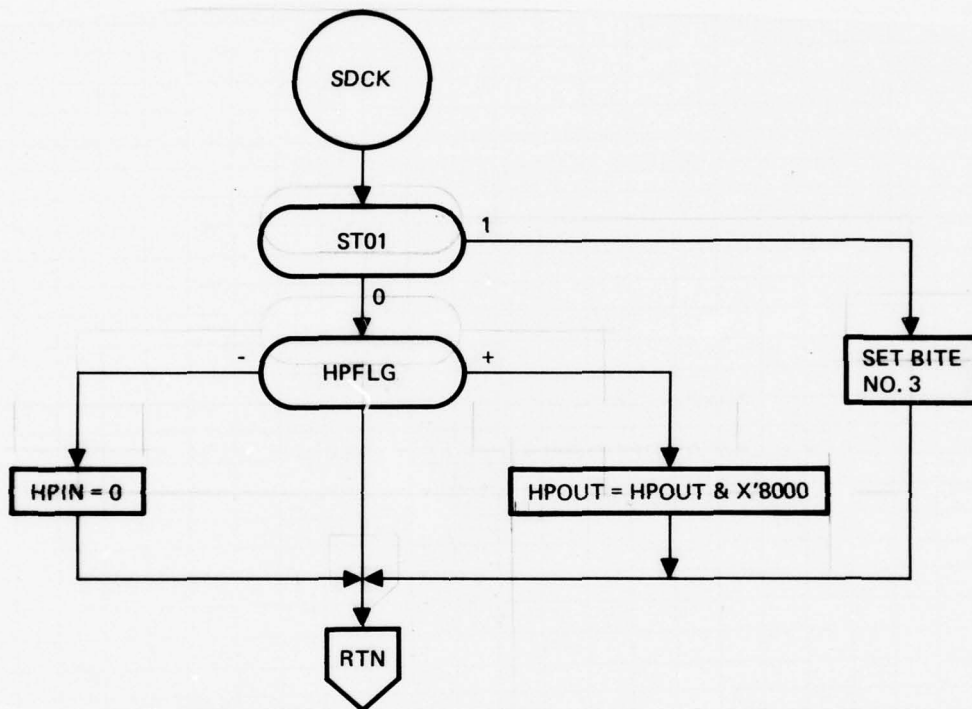 SDCK
ST01
1
0
HPFLG
-
+
SET BITE
NO. 3
HPIN = 0
HPOUT = HPOUT & X'8000
RTN